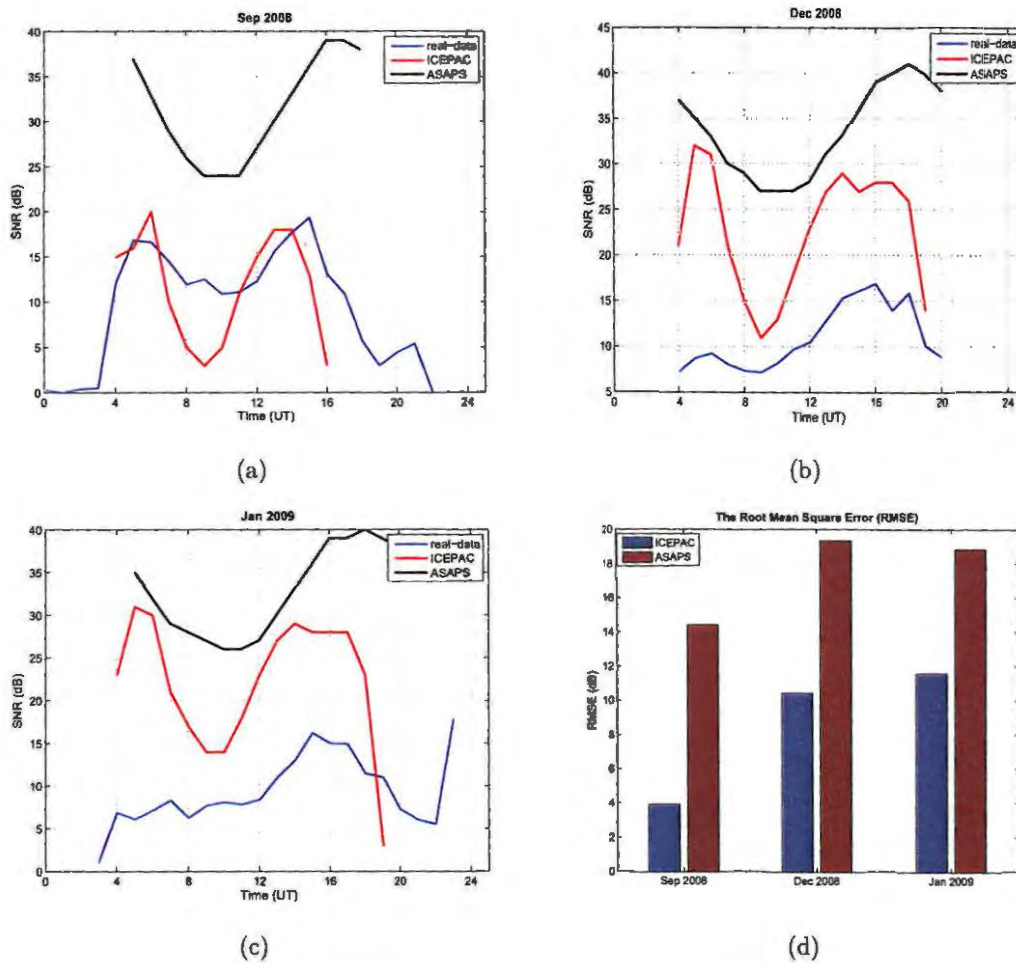 Sep 2008
40
35
30
25
20
15
10
5
0
SNR (dB)
real-data
ICEPAC
ASAPS
0 4 8 12 16 20 24
Time (UT)
(a)
Dec 2008
45
40
35
30
25
20
15
10
5
SNR (dB)
real-data
ICEPAC
ASAPS
0 4 8 12 16 20 24
Time (UT)
(b)
Jan 2009
40
35
30
25
20
15
10
5
0
SNR (dB)
real-data
ICEPAC
ASAPS
0 4 8 12 16 20 24
Time (UT)
(c)
The Root Mean Square Error (RMSE)
20
18
16
14
12
10
8
6
4
2
0
RMSE (dB)
ICEPAC
ASAPS
Sep 2008 Dec 2008 Jan 2009
(d)